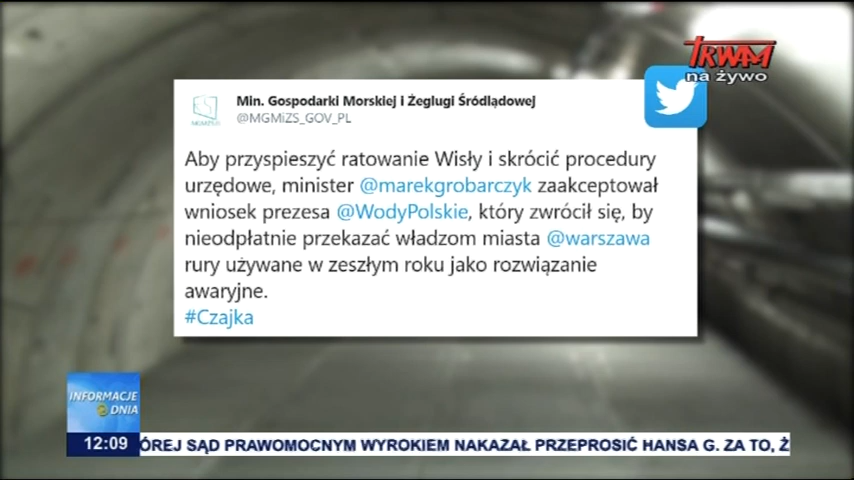 TRWAM
na żywo
Min. Gospodarki Morskiej i Żeglugi Śródlądowej
@MGMiZS_GOV_PL
Aby przyspieszyć ratowanie Wisły i skrócić procedury
urzędowe, minister @marekgrobarczyk zaakceptował
wniosek prezesa @WodyPolskie, który zwrócił się, by
nieodpłatnie przekazać władzom miasta @warszawa
rury używane w zeszłym roku jako rozwiązanie
awaryjne.
#Czajka
INFORMACJE
DNIA
12:09 ÓREJ SĄD PRAWOMOCNYM WYROKIEM NAKAZAŁ PRZEPROSIĆ HANSA G. ZA TO, Ż